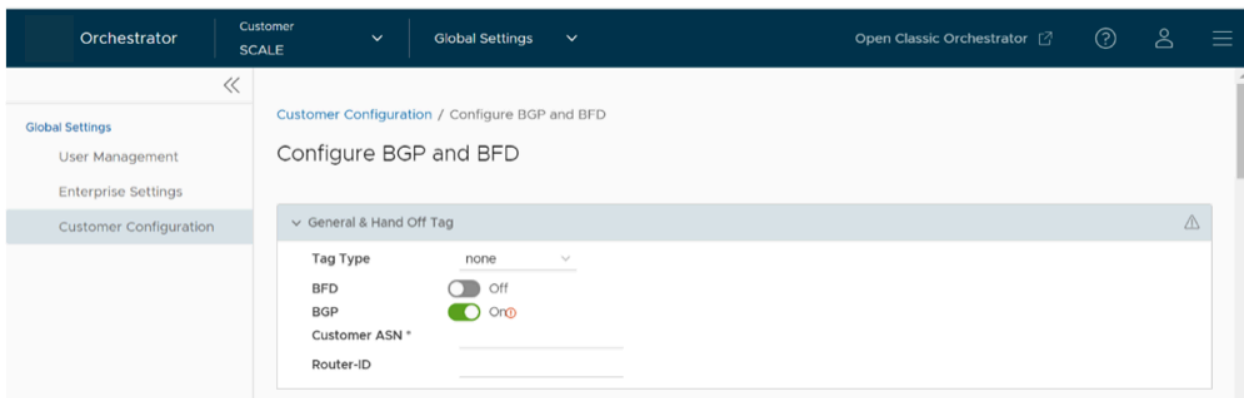 Orchestrator
Customer
SCALE
Global Settings
Open Classic Orchestrator
Global Settings
User Management
Enterprise Settings
Customer Configuration
Customer Configuration / Configure BGP and BFD
Configure BGP and BFD
General & Hand Off Tag
Tag Type none
BFD Off
BGP On
Customer ASN *
Router-ID